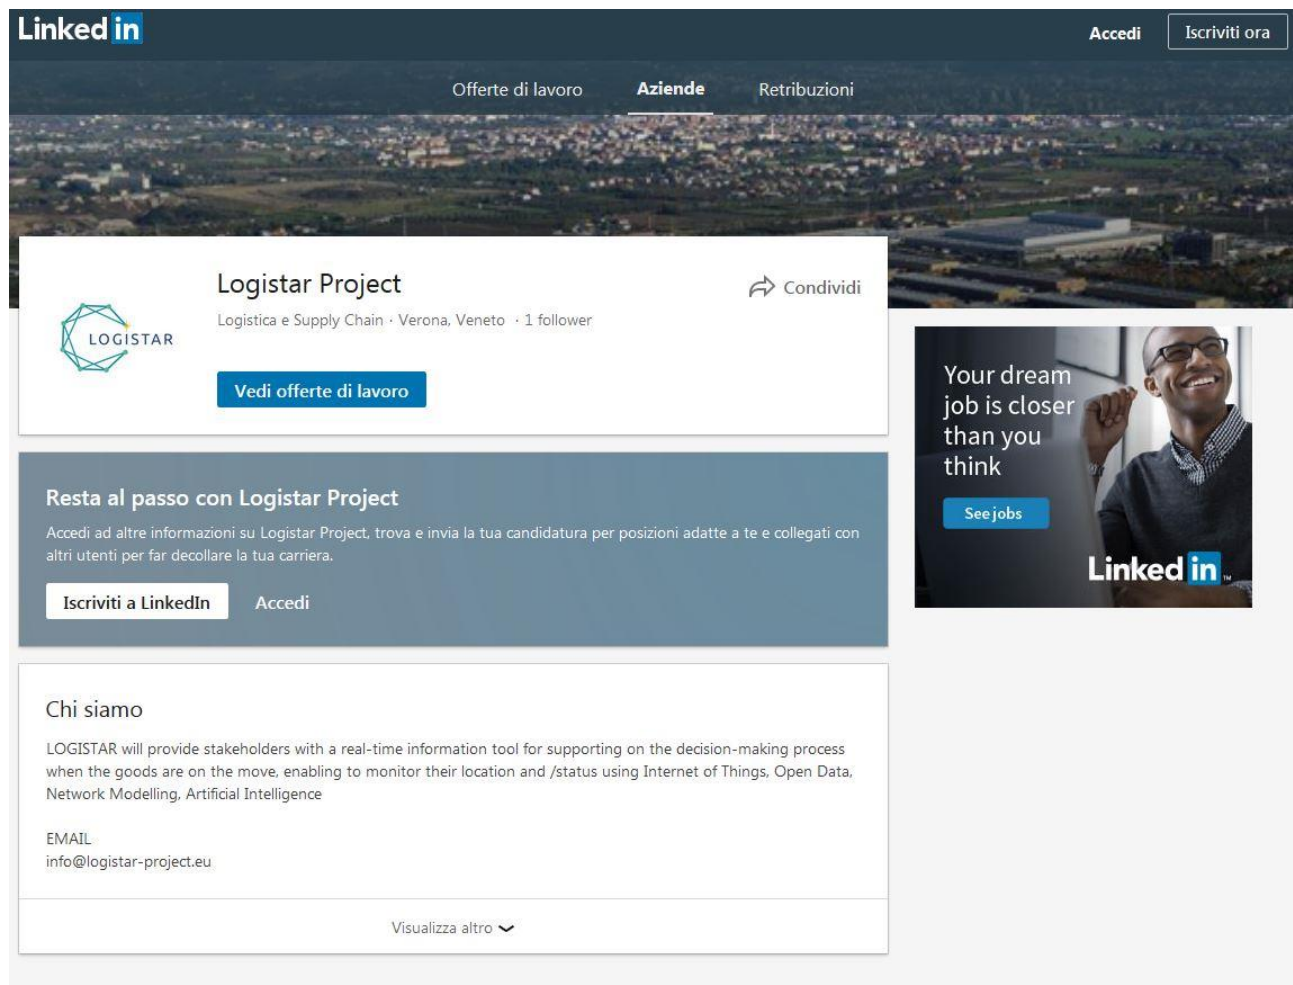 Linked in
Accedi
Iscriviti ora
Offerte di lavoro
Aziende
Retribuzioni
LOGISTAR
Logistar Project
Condividi
Logistica e Supply Chain · Verona, Veneto · 1 follower
Vedi offerte di lavoro
Your dream
job is closer
than you
think
See jobs
Linked in TM
Resta al passo con Logistar Project
Accedi ad altre informazioni su Logistar Project, trova e invia la tua candidatura per posizioni adatte a te e collegati con
altri utenti per far decollare la tua carriera.
Iscriviti a LinkedIn
Accedi
Chi siamo
LOGISTAR will provide stakeholders with a real-time information tool for supporting on the decision-making process
when the goods are on the move, enabling to monitor their location and /status using Internet of Things, Open Data,
Network Modelling, Artificial Intelligence
EMAIL
info@logistar-project.eu
Visualizza altro